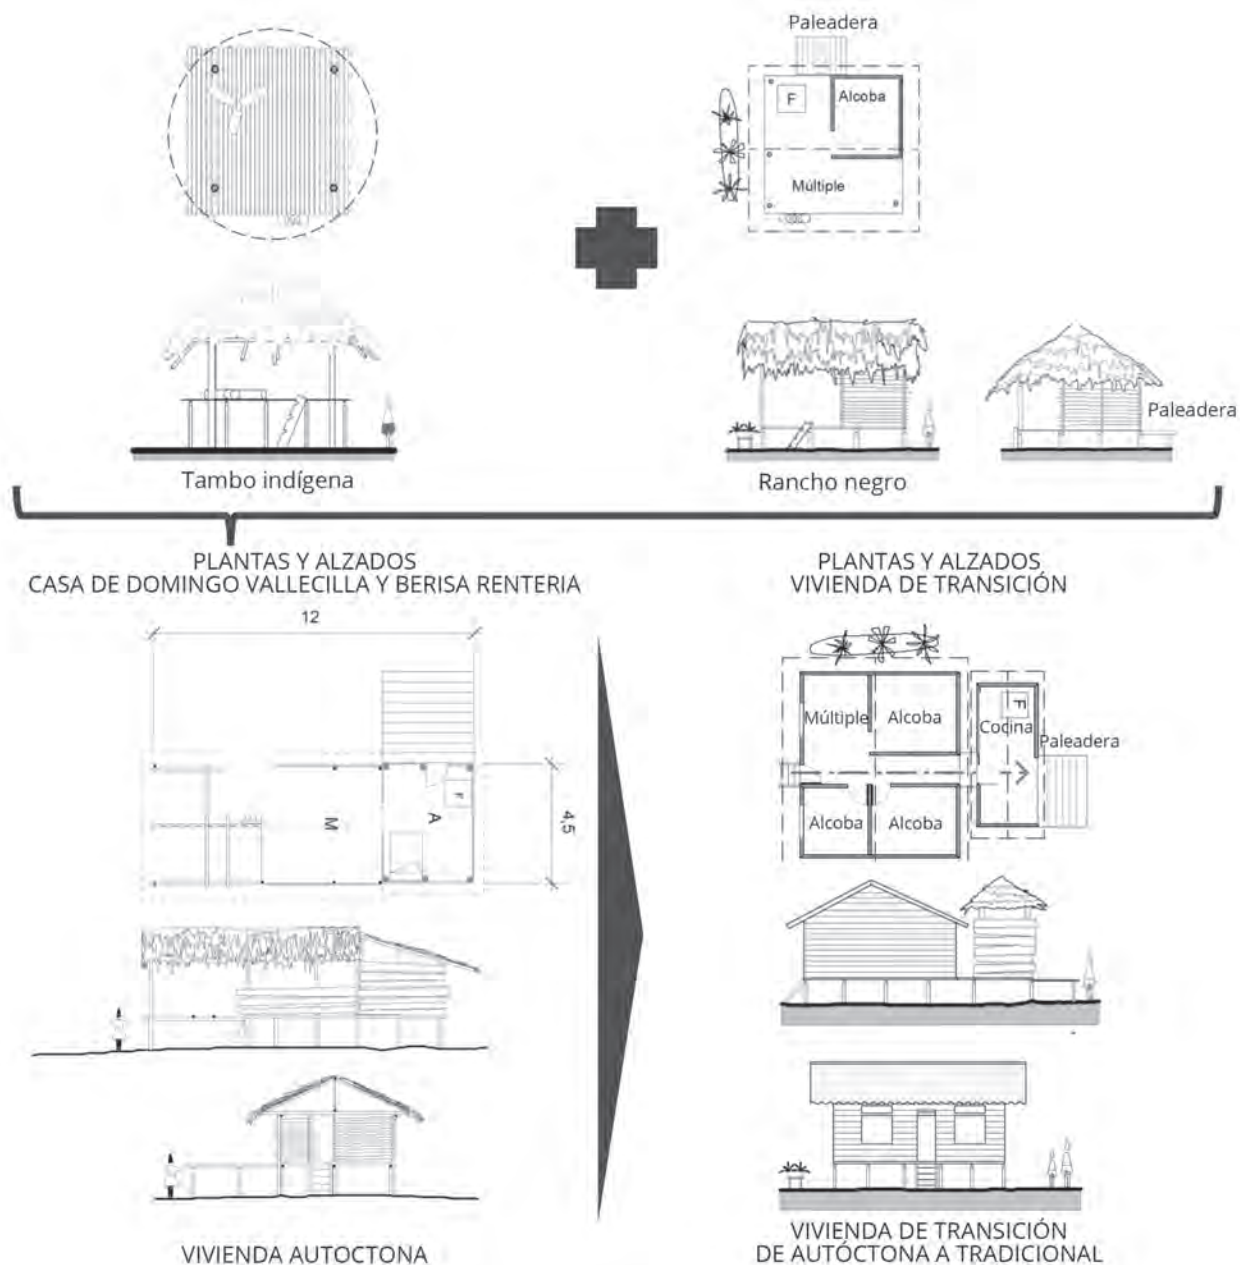 Paleadera
F
Alcoba
Múltiple
Paleadera
Tambo indígena
Rancho negro
PLANTAS Y ALZADOS
CASA DE DOMINGO VALLECILLA Y BERISA RENTERIA
12
F
A
M
4,5
VIVIENDA AUTOCTONA
PLANTAS Y ALZADOS
VIVIENDA DE TRANSICIÓN
Múltiple
Alcoba
F
Cocina
Paleadera
Alcoba
Alcoba
VIVIENDA DE TRANSICIÓN
DE AUTÓCTONA A TRADICIONAL